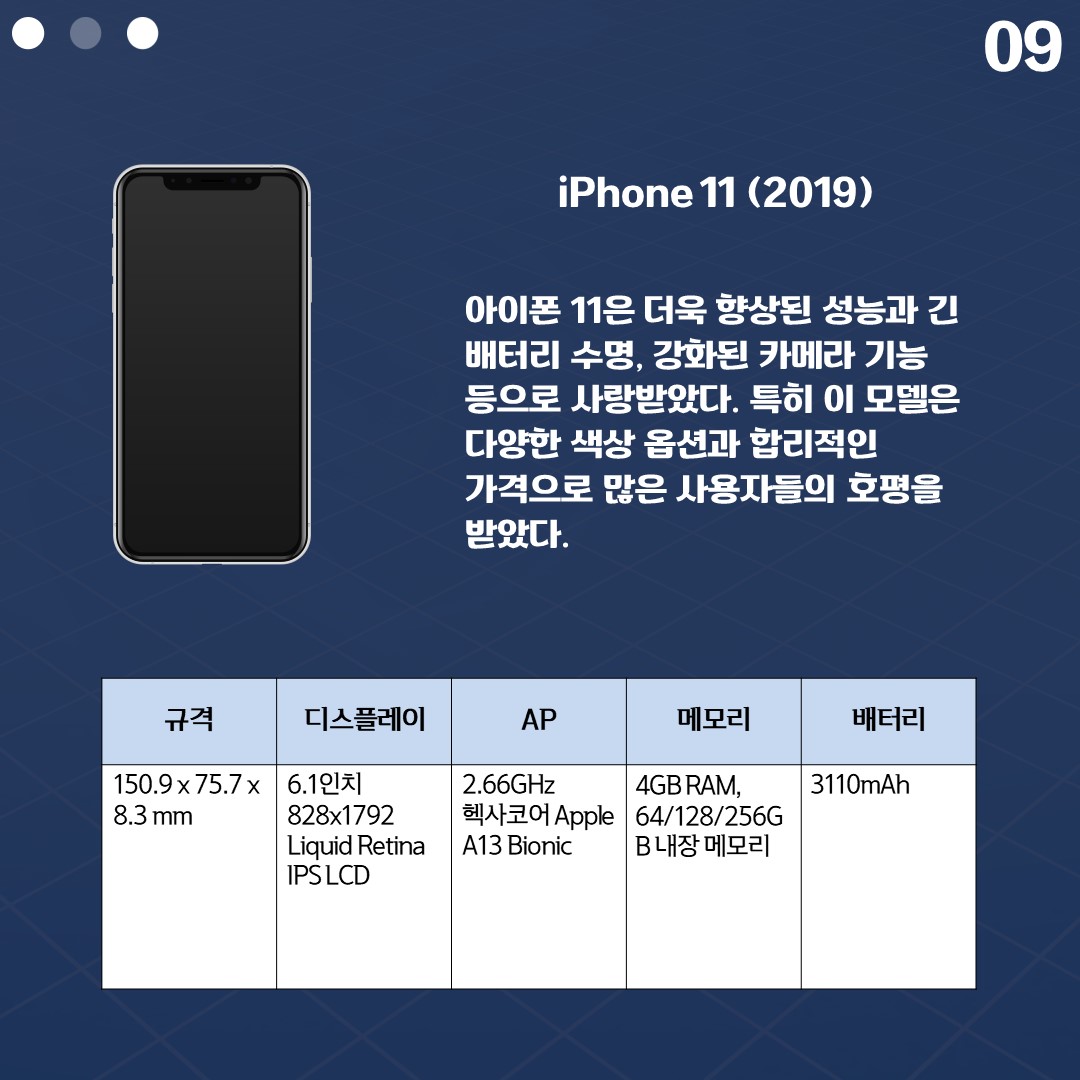 09
iPhone 11 (2019)
아이폰 11은 더욱 향상된 성능과 긴
배터리 수명, 강화된 카메라 기능
등으로 사랑받았다. 특히 이 모델은
다양한 색상 옵션과 합리적인
가격으로 많은 사용자들의 호평을
받았다.
규격
디스플레이
AP
메모리
배터리
150.9 x 75.7 x
8.3 mm
6.1인치
828x1792
Liquid Retina
IPS LCD
2.66GHz
헥사코어 Apple
A13 Bionic
4GB RAM,
64/128/256G
B 내장 메모리
3110mAh